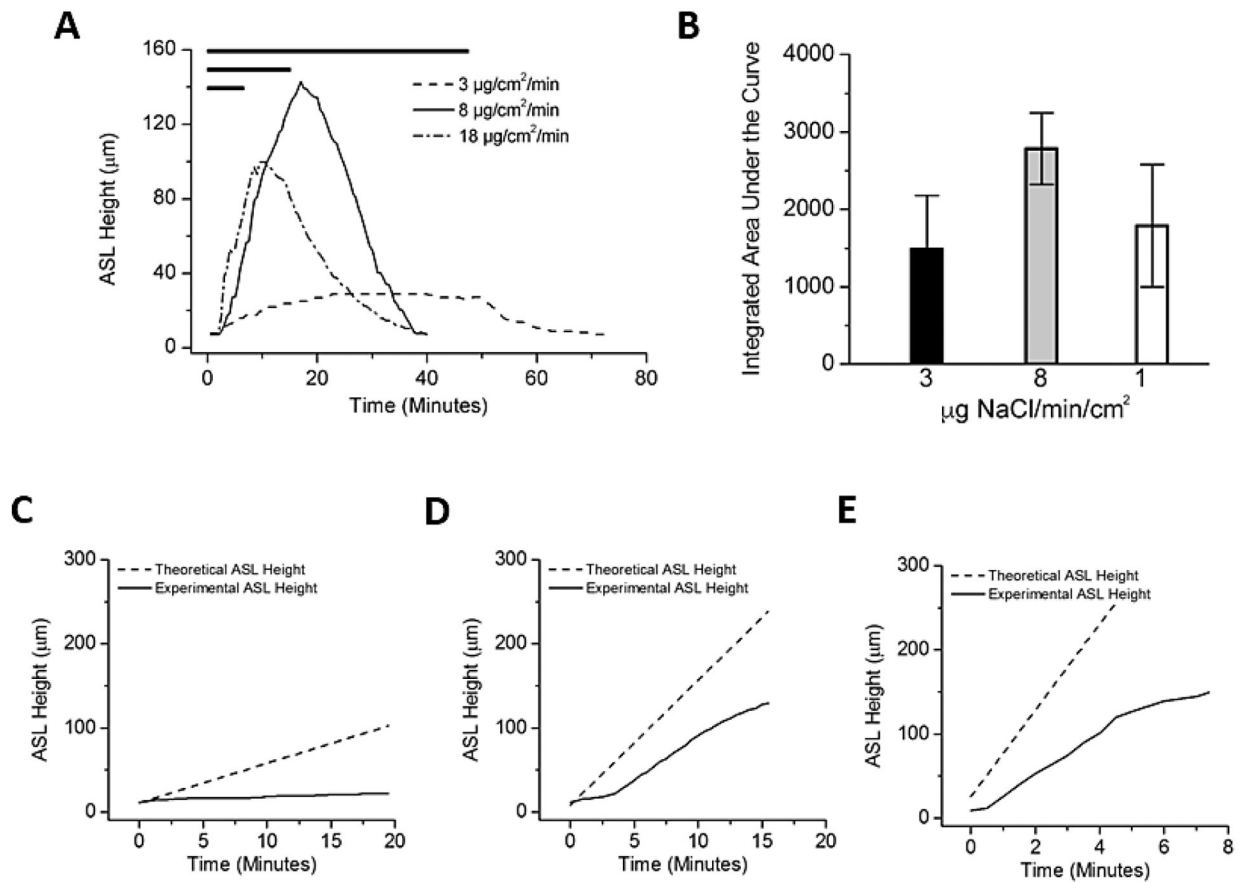 A
160
120
80
40
0
ASL Height (μm)
3 μg/cm²/min
8 μg/cm²/min
18 μg/cm²/min
0 20 40 60 80
Time (Minutes)
B
4000
3000
2000
1000
0
Integrated Area Under the Curve
3 8 1
μg NaCl/min/cm²
C
300
200
100
0
ASL Height (μm)
Theoretical ASL Height
Experimental ASL Height
0 5 10 15 20
Time (Minutes)
D
300
200
100
0
ASL Height (μm)
Theoretical ASL Height
Experimental ASL Height
0 5 10 15 20
Time (Minutes)
E
300
200
100
0
ASL Height (μm)
Theoretical ASL Height
Experimental ASL Height
0 2 4 6 8
Time (Minutes)